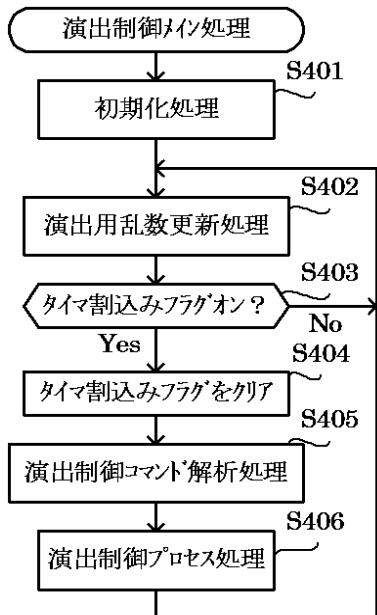 演出制御メイン処理
S401
初期化処理
S402
演出用乱数更新処理
S403
タイマ割込みフラグオン？
No
Yes
S404
タイマ割込みフラグをクリア
S405
演出制御コマンド解析処理
S406
演出制御プロセス処理